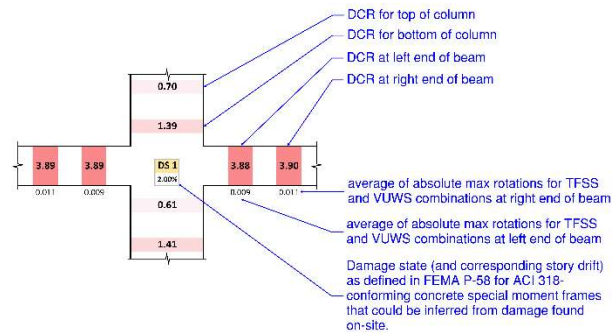 DCR for top of column
DCR for bottom of column
DCR at left end of beam
DCR at right end of beam
0.70
1.39
3.89 3.89 DS 1 3.88 3.90
2.00%
0.011 0.009 0.009 0.011
0.61
1.41
average of absolute max rotations for TFSS
and VUWS combinations at right end of beam
average of absolute max rotations for TFSS
and VUWS combinations at left end of beam
Damage state (and corresponding story drift)
as defined in FEMA P-58 for ACI 318-
conforming concrete special moment frames
that could be inferred from damage found
on-site.